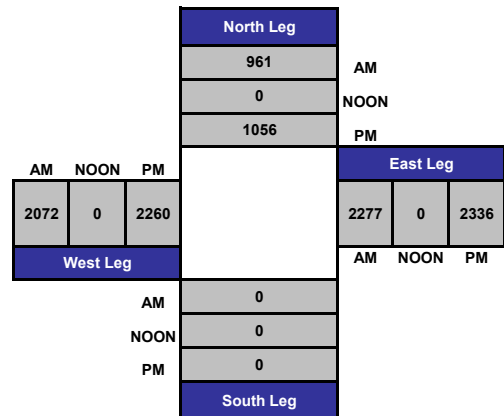 North Leg
961 AM
0 NOON
1056 PM
AM NOON PM East Leg
2072 0 2260 2277 0 2336
West Leg AM NOON PM
AM 0
NOON 0
PM 0
South Leg